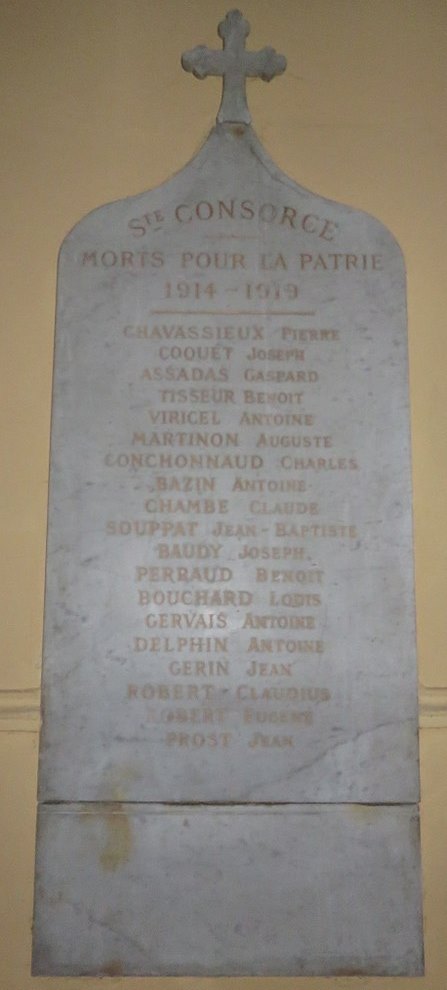 STE CONSORCE
MORTS POUR LA PATRIE
1914 - 1919
CHAVASSIEUX PIERRE
COQUET JOSEPH
ASSADAS GASPARD
TISSEUR BENOIT
VIRICEL ANTOINE
MARTINON AUGUSTE
CONCHONNAUD CHARLES
BAZIN ANTOINE
CHAMBE CLAUDE
SOUPPAT JEAN-BAPTISTE
BAUDY JOSEPH.
PERRAUD BENOIT
BOUCHARD LOUIS
GERVAIS ANTOINE
DELPHIN ANTOINE
GERIN JEAN
ROBERT CLAUDIUS
ROBERT EUGENE
PROST JEAN